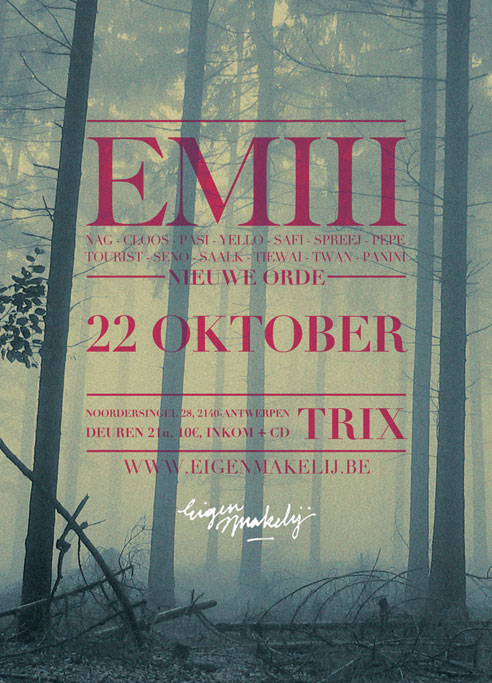 EMIII
NAG - CLOOS - PASI - YELLO - SAFI - SPREEJ - PEPE
TOURIST - SENO - SAALK - TIEWAI - TWAN - PANINI
NIEUWE ORDE
22 OKTOBER
NOORDERSINGEL 28, 2140-ANTWERPEN
DEUREN 21u, 10€, INKOM + CD
TRIX
WWW.EIGENMAKELIJ.BE
Eigen
Makelij